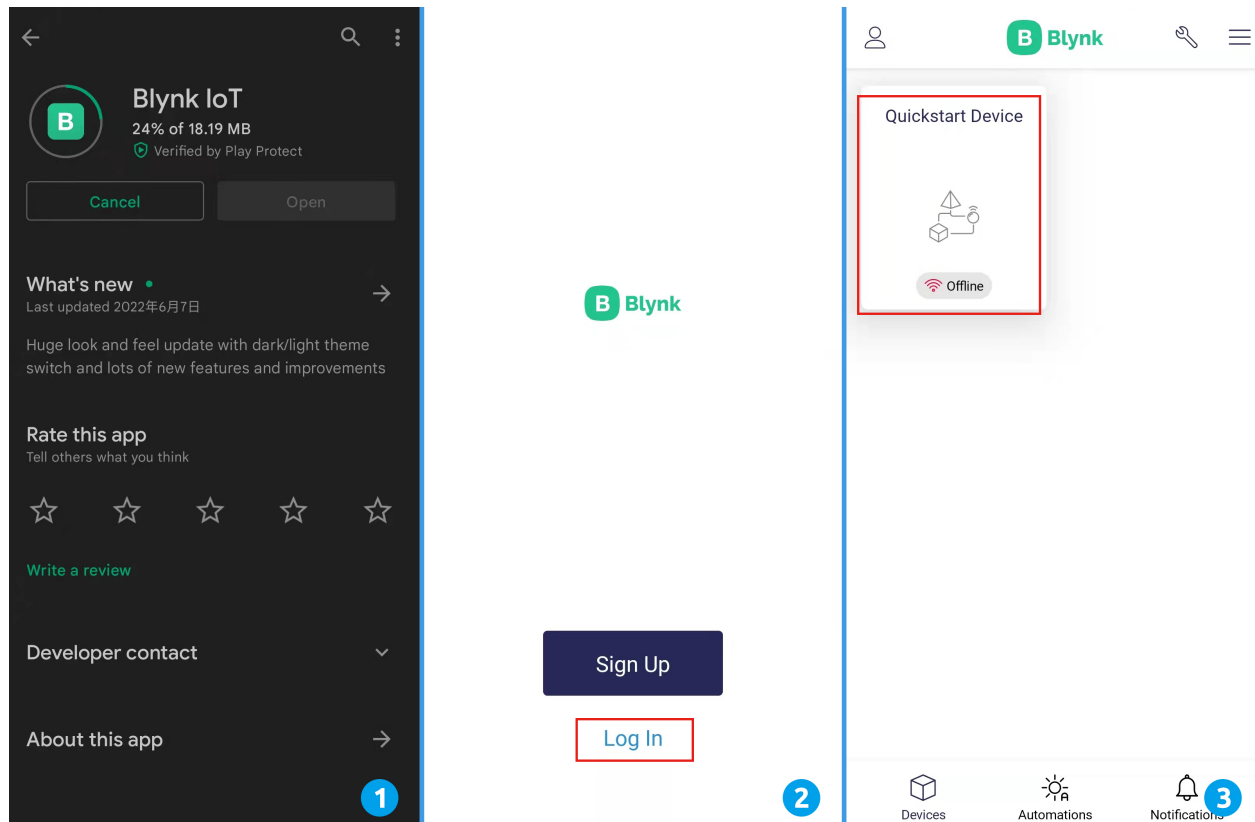 Blynk IoT
24% of 18.19 MB
Verified by Play Protect
Cancel
Open
What's new
Last updated 2022年6月7日
Huge look and feel update with dark/light theme
switch and lots of new features and improvements
Rate this app
Tell others what you think
Write a review
Developer contact
About this app
1
B Blynk
Sign Up
Log In
2
B Blynk
Quickstart Device
Offline
Devices
Automations
Notifications
3